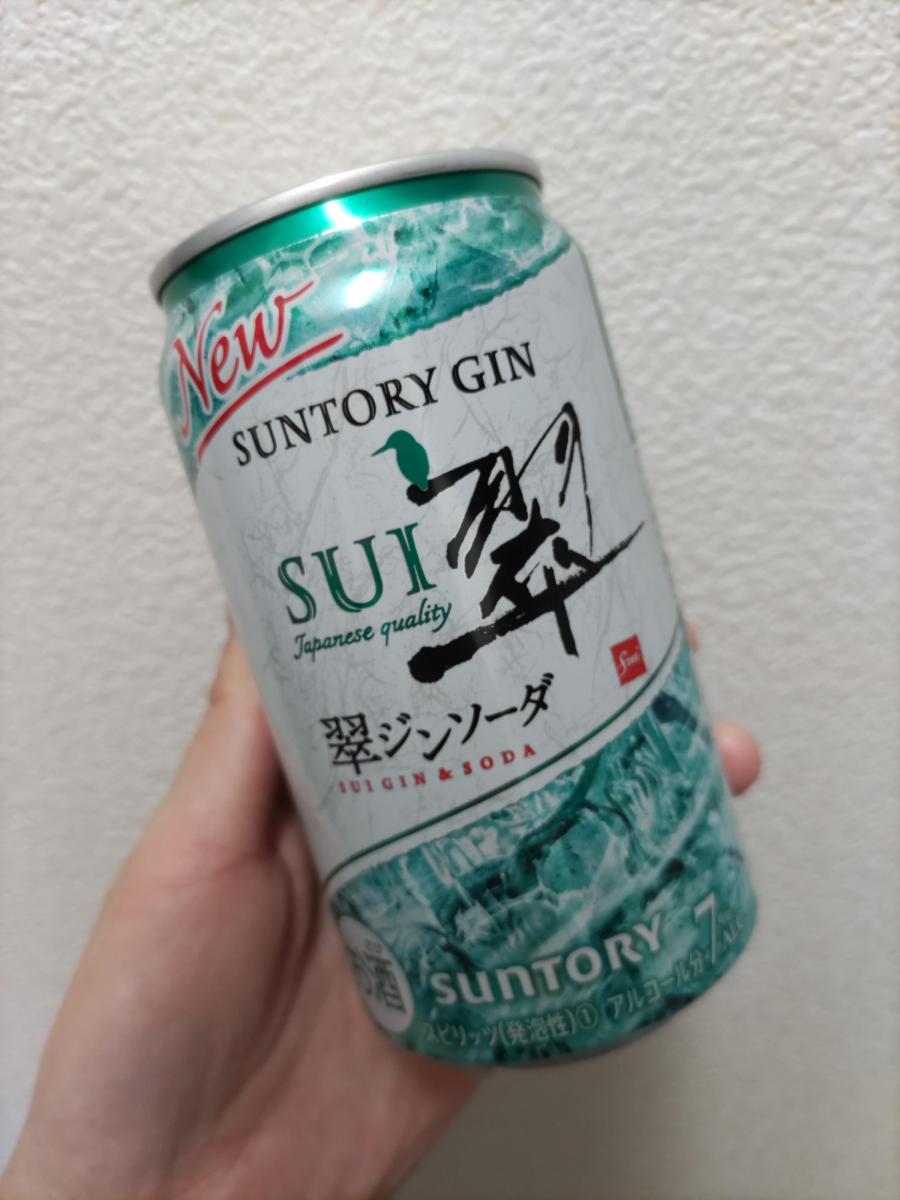 New
SUNTORY GIN
翠
SUI
Japanese quality
Sui
翠ジンソーダ
SUI GIN & SODA
お酒
SUNTORY
スピリッツ(発泡性)① アルコール分7%